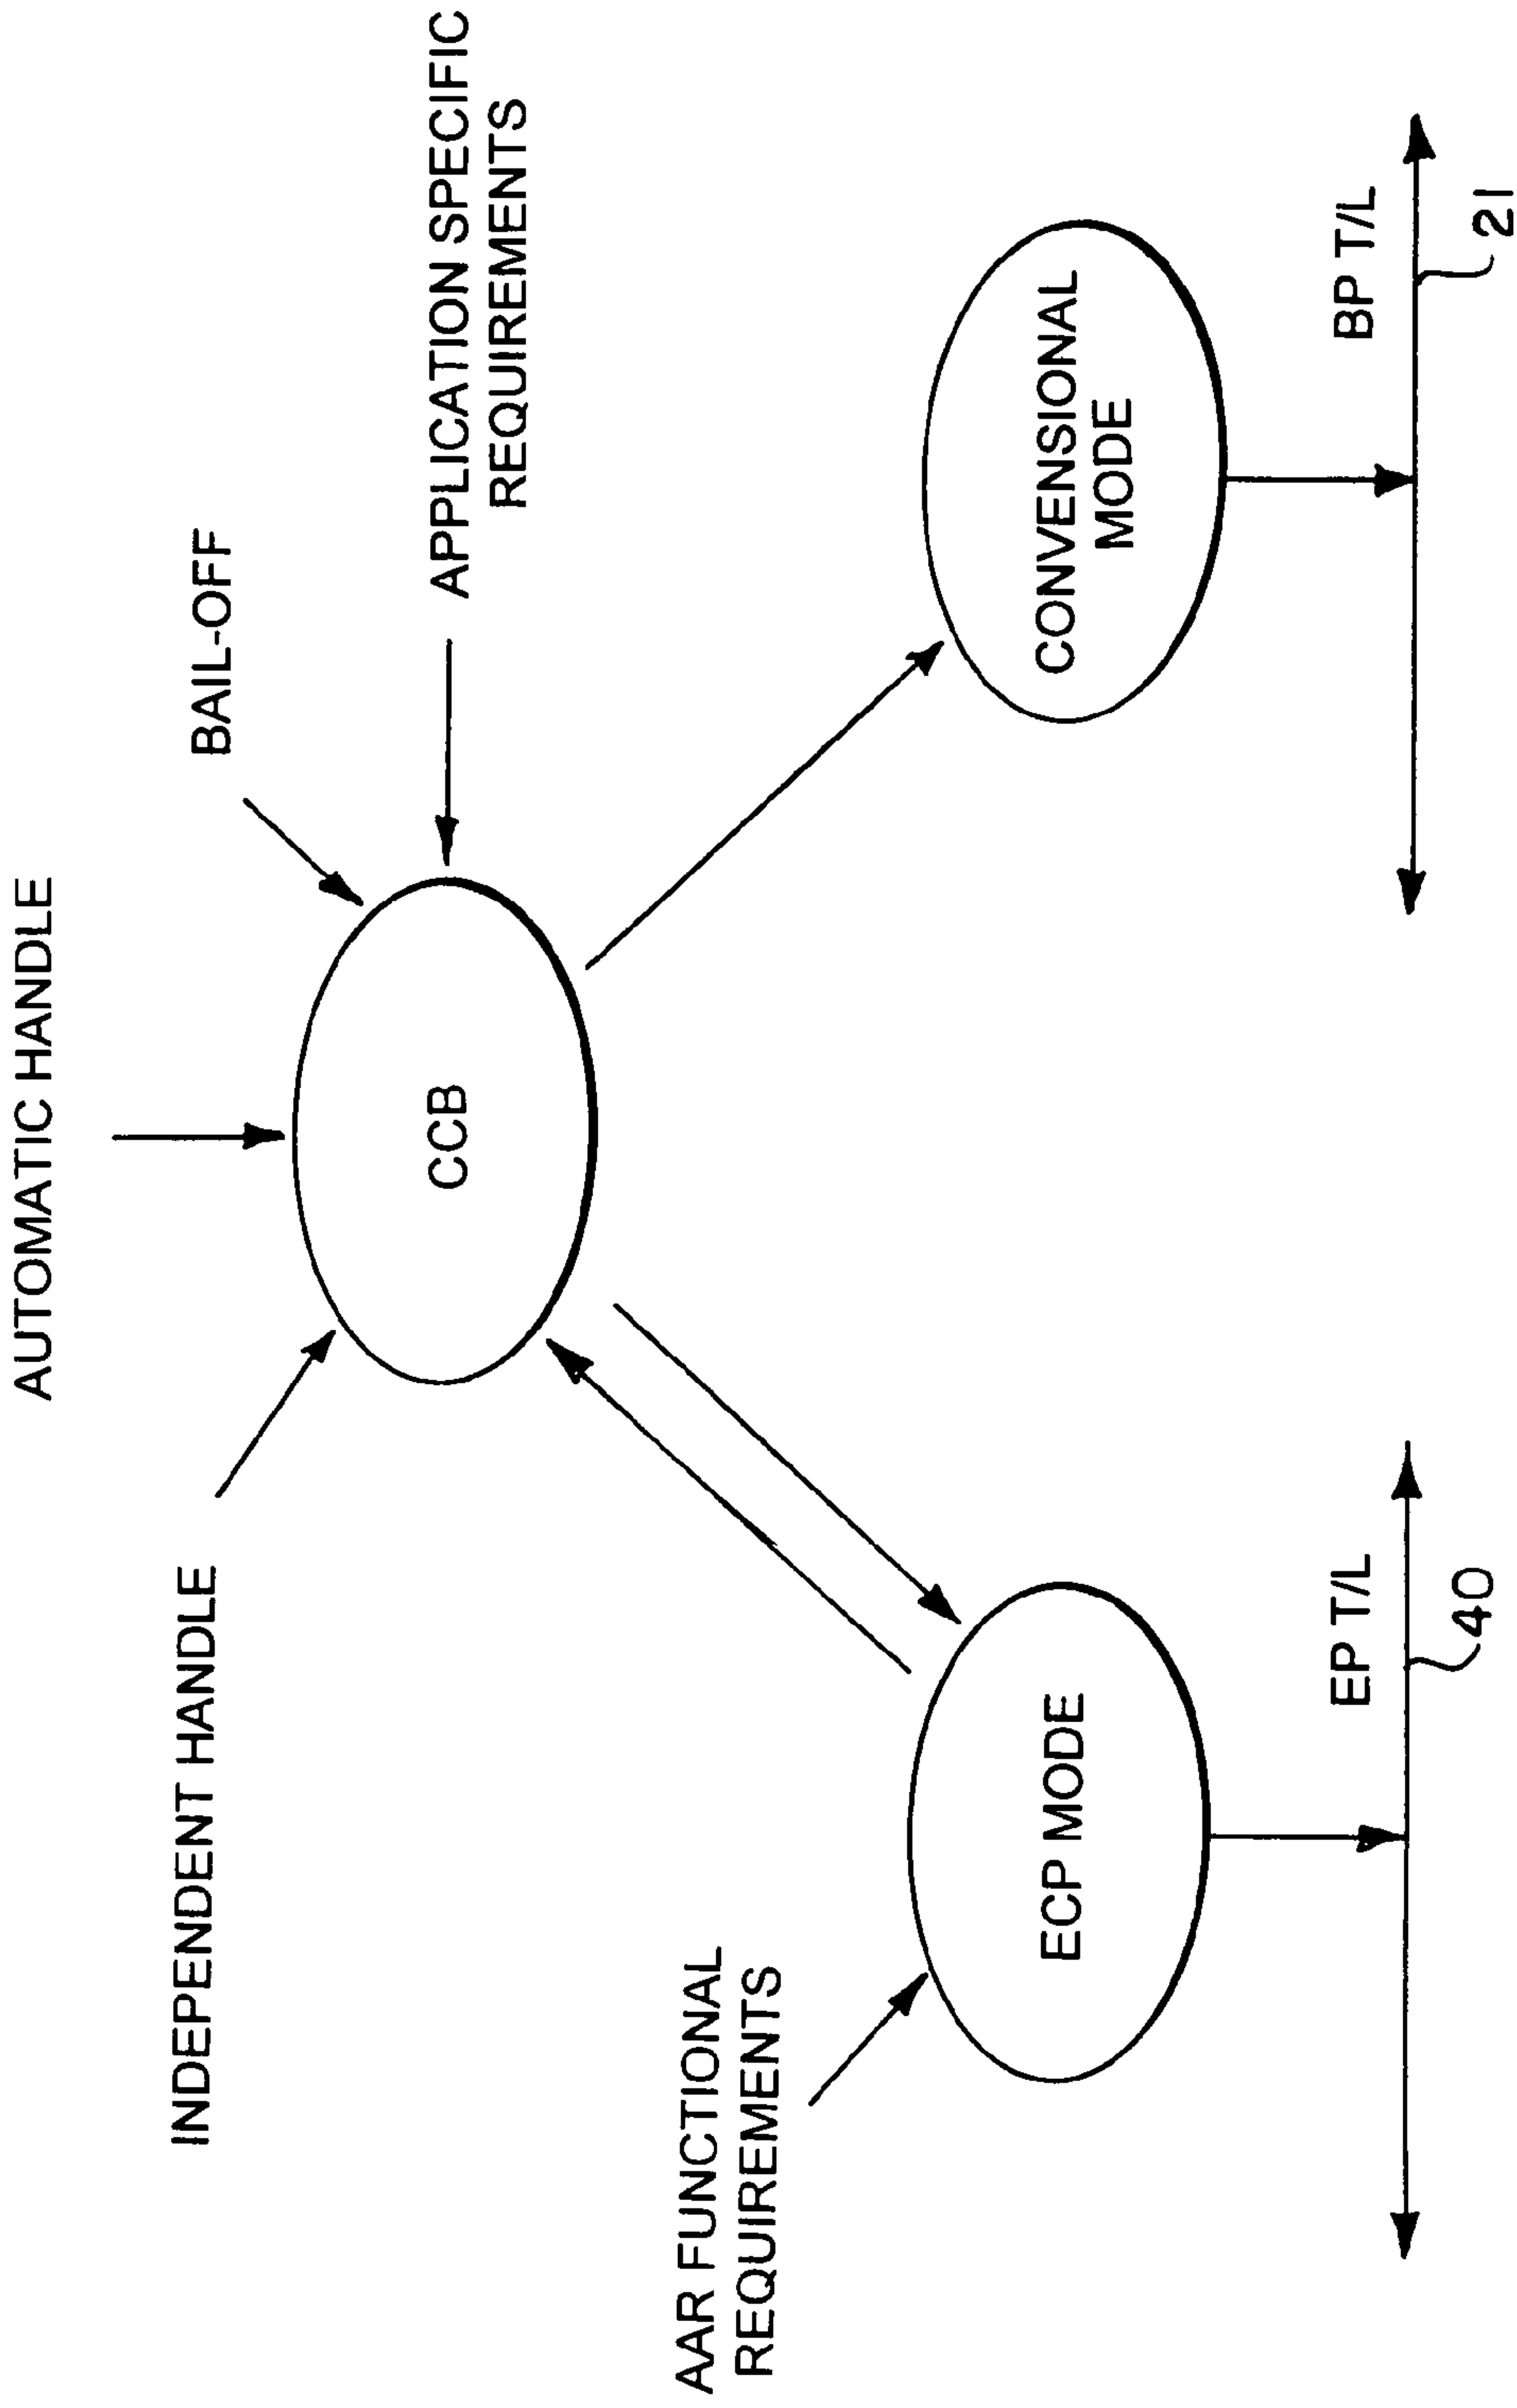 AUTOMATIC HANDLE
INDEPENDENT HANDLE
BAIL-OFF
CCB
APPLICATION SPECIFIC
REQUIREMENTS
AAR FUNCTIONAL
REQUIREMENTS
ECP MODE
CONVENSIONAL
MODE
EP T/L
40
BP T/L
21